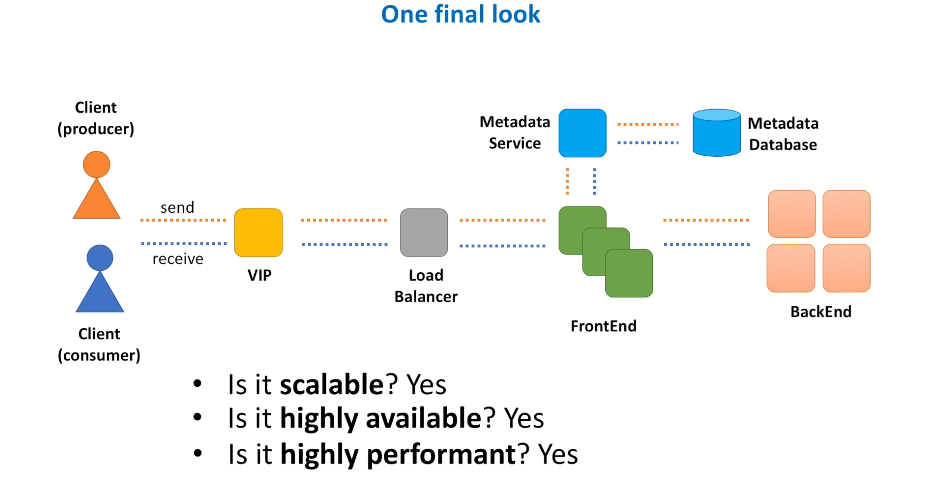 One final look
Client
(producer)
Metadata
Service
Metadata
Database
send
receive
VIP
Load
Balancer
FrontEnd
BackEnd
Client
(consumer)
• Is it scalable? Yes
• Is it highly available? Yes
• Is it highly performant? Yes